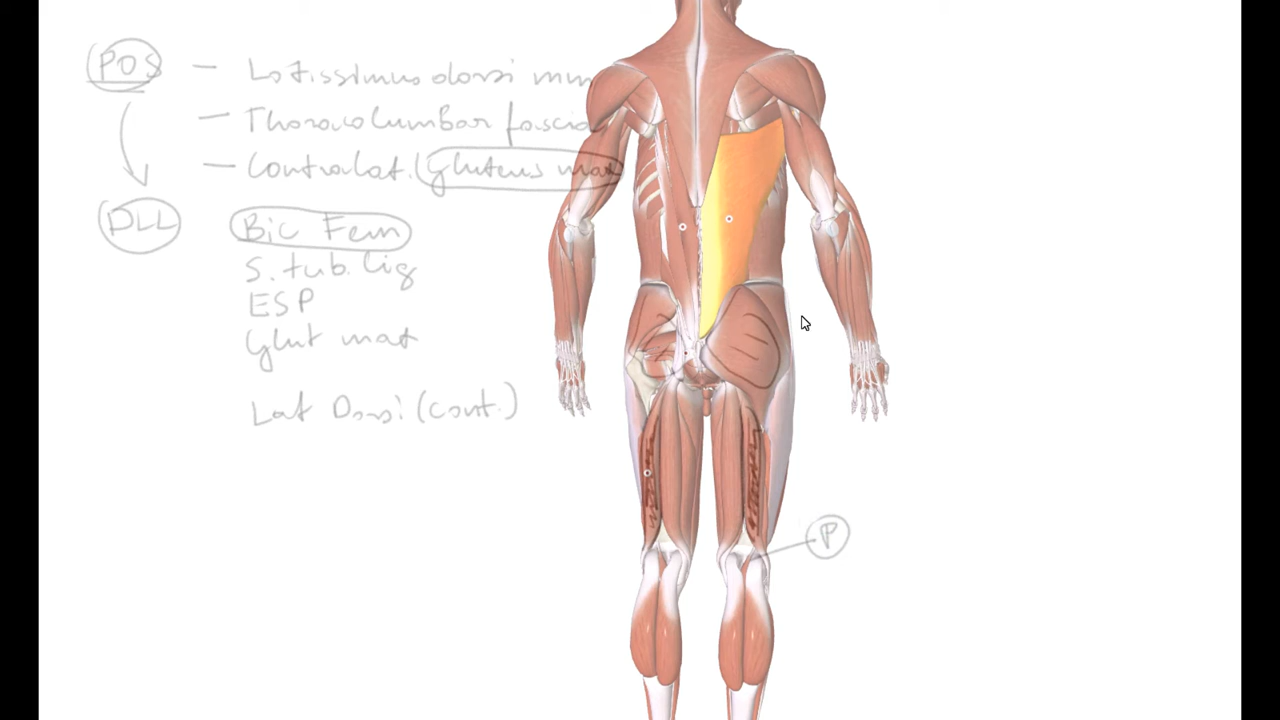 POS - Latissimus dorsi mm
- Thoracolumbar fascia
- Contralat. Gluteus max
DLL Bic Fem
S. tub. lig
ESP
Glut max
Lat Dorsi (cont.)
P